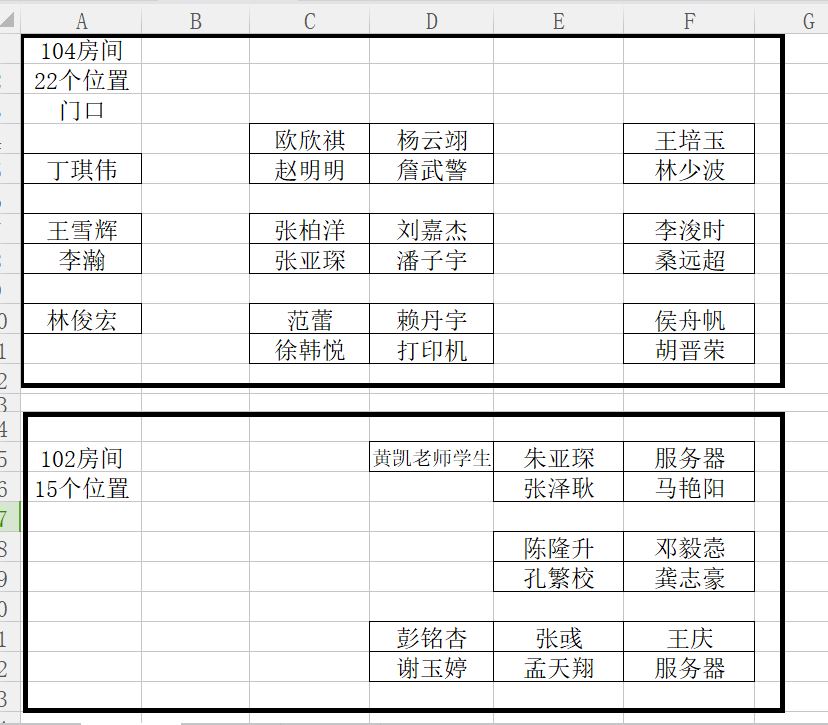 A B C D E F G
104房间
22个位置
门口
欧欣祺 杨云翊 王培玉
丁琪伟 赵明明 詹武警 林少波
王雪辉 张柏洋 刘嘉杰 李浚时
李瀚 张亚琛 潘子宇 桑远超
林俊宏 范蕾 赖丹宇 侯舟帆
徐韩悦 打印机 胡晋荣
102房间 黄凯老师学生 朱亚琛 服务器
15个位置 张泽耿 马艳阳
陈隆升 邓毅悫
孔繁校 龚志豪
彭铭杏 张彧 王庆
谢玉婷 孟天翔 服务器